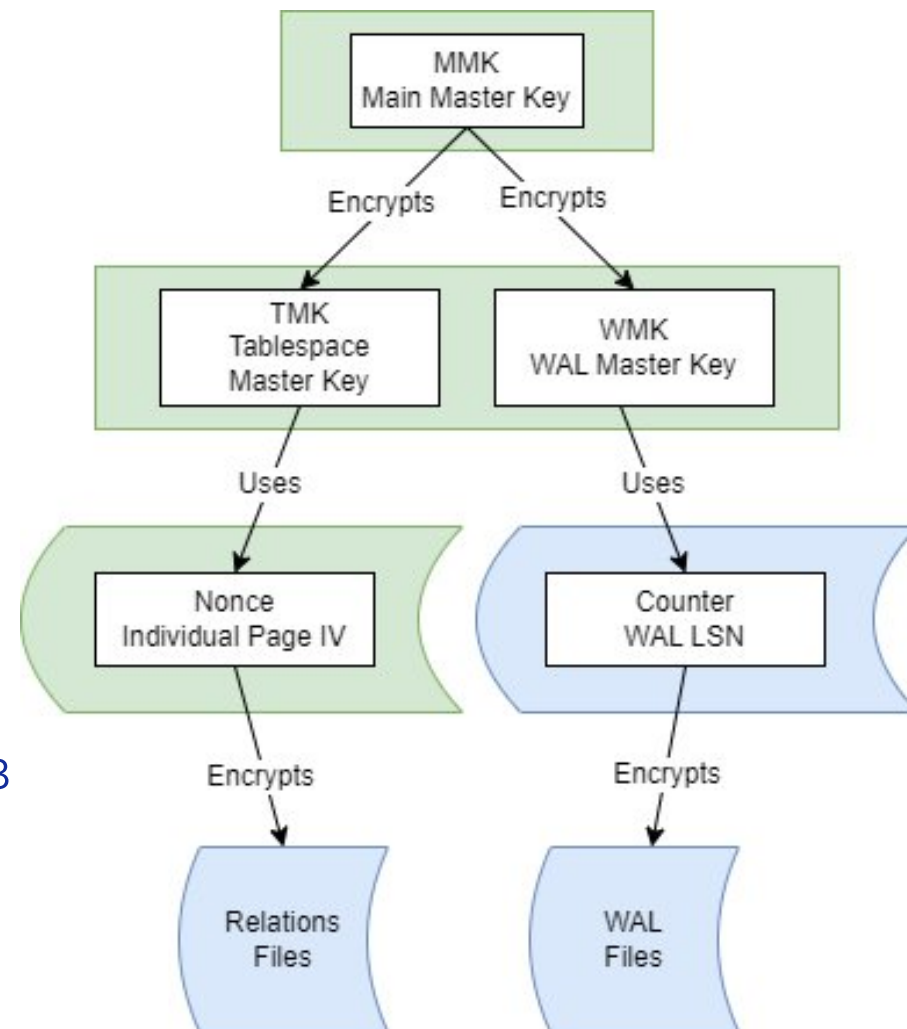 MMK
Main Master Key
Encrypts
Encrypts
TMK
Tablespace
Master Key
WMK
WAL Master Key
Uses
Uses
Nonce
Individual Page IV
Counter
WAL LSN
Encrypts
Encrypts
Relations
Files
WAL
Files